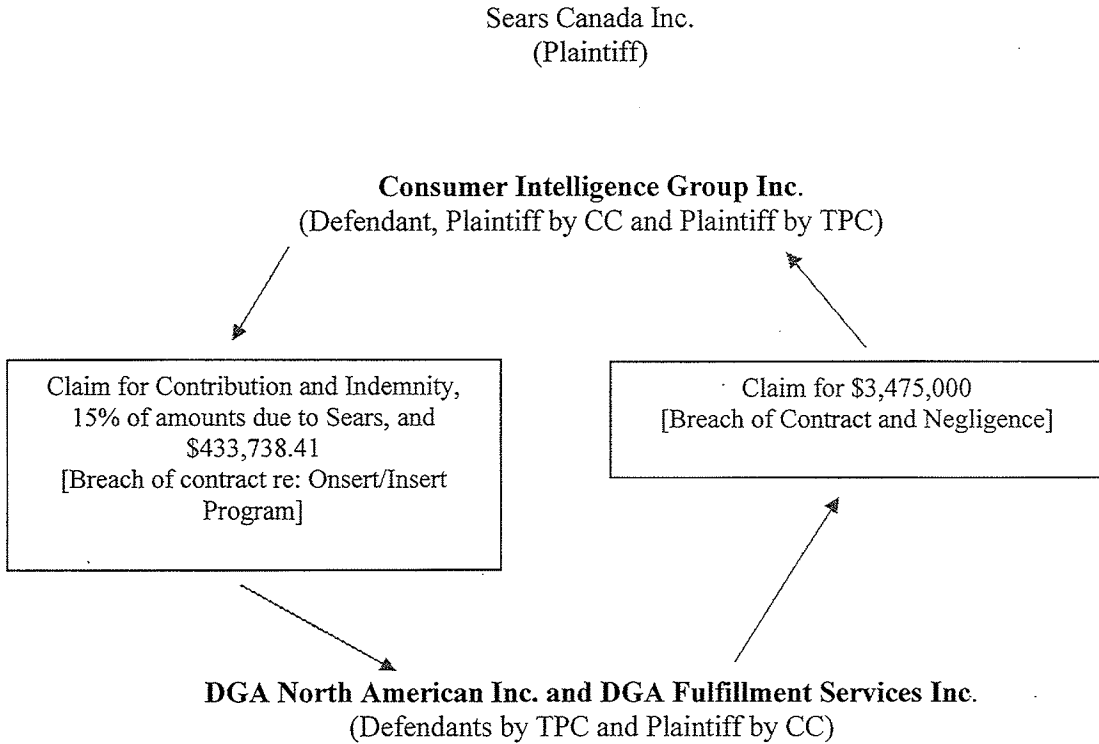 Sears Canada Inc.
(Plaintiff)
Consumer Intelligence Group Inc.
(Defendant, Plaintiff by CC and Plaintiff by TPC)
Claim for Contribution and Indemnity,
15% of amounts due to Sears, and
$433,738.41
[Breach of contract re: Onsert/Insert
Program]
Claim for $3,475,000
[Breach of Contract and Negligence]
DGA North American Inc. and DGA Fulfillment Services Inc.
(Defendants by TPC and Plaintiff by CC)